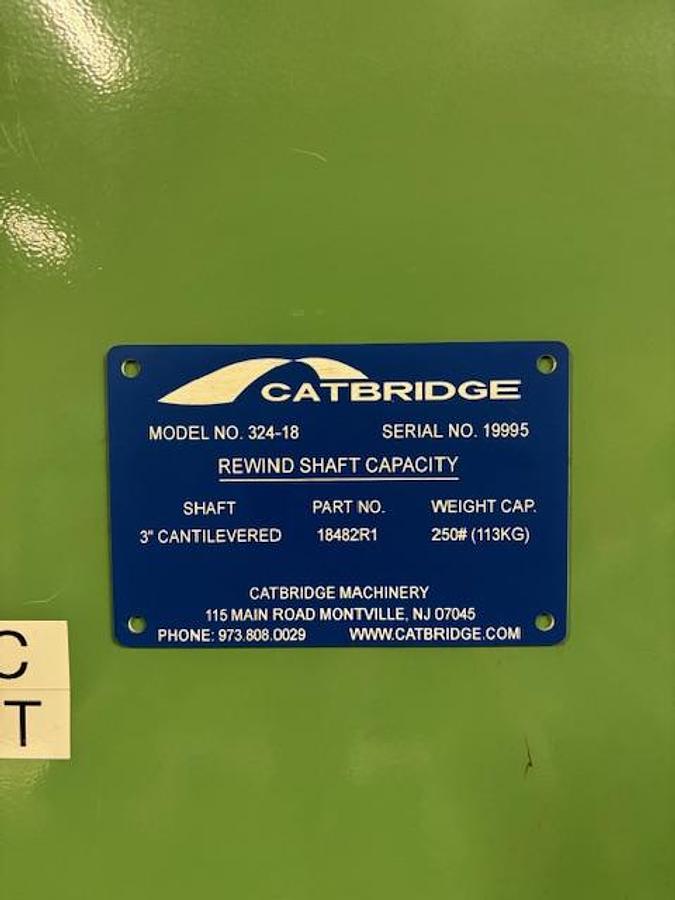 CATBRIDGE
MODEL NO. 324-18 SERIAL NO. 19995
REWIND SHAFT CAPACITY
SHAFT PART NO. WEIGHT CAP.
3" CANTILEVERED 18482R1 250# (113KG)
CATBRIDGE MACHINERY
115 MAIN ROAD MONTVILLE, NJ 07045
PHONE: 973.808.0029 WWW.CATBRIDGE.COM
C
T